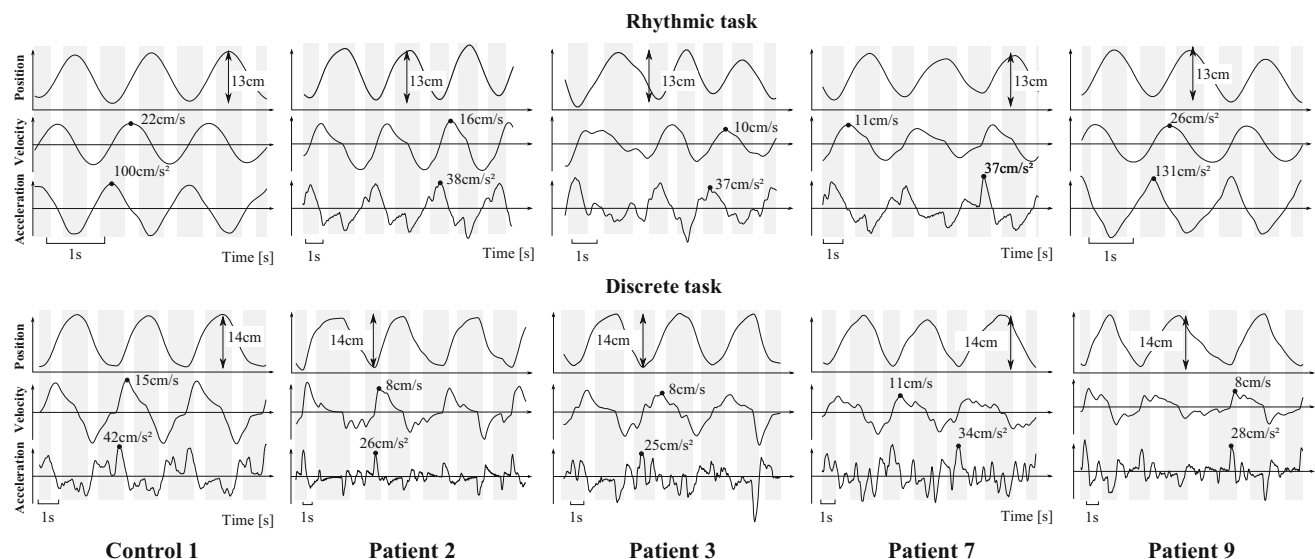 Rhythmic task
Position
13cm
13cm
13cm
13cm
13cm
Velocity
22cm/s
16cm/s
10cm/s
11cm/s
26cm/s²
Acceleration
100cm/s²
38cm/s²
37cm/s²
37cm/s²
131cm/s²
1s
Time [s]
1s
Time [s]
1s
1s
1s
Discrete task
Position
14cm
14cm
14cm
14cm
14cm
Velocity
15cm/s
8cm/s
8cm/s
11cm/s
8cm/s
Acceleration
42cm/s²
26cm/s²
25cm/s²
34cm/s²
28cm/s²
1s
Time [s]
1s
1s
1s
Time [s]
1s
Control 1
Patient 2
Patient 3
Patient 7
Patient 9